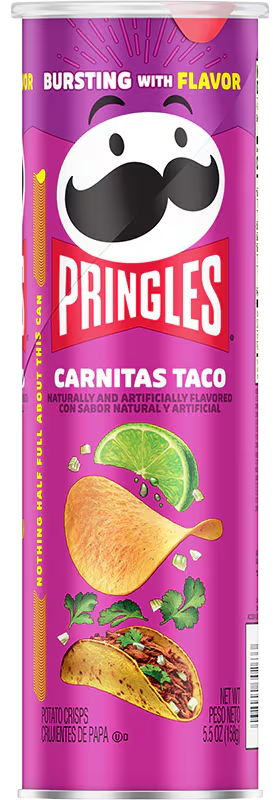 OR BURSTING WITH FLAVOR
PRINGLES
CARNITAS TACO
NATURALLY AND ARTIFICIALLY FLAVORED
CON SABOR NATURAL Y ARTIFICIAL
NOTHING HALF FULL ABOUT THIS CAN
POTATO CRISPS
CRUJIENTES DE PAPA
NET WT
PESO NETO
5.5 OZ (156g)